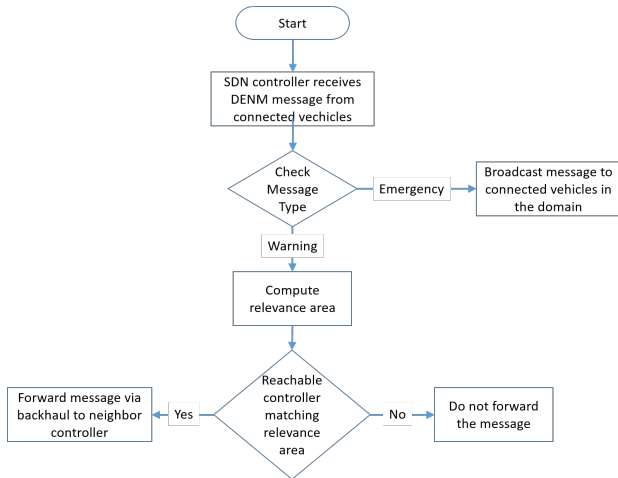 Start
SDN controller receives
DENM message from
connected vechicles
Check
Message
Type
Emergency
Broadcast message to
connected vehicles in
the domain
Warning
Compute
relevance area
Reachable
controller
matching
relevance
area
Yes
Forward message via
backhaul to neighbor
controller
No
Do not forward
the message